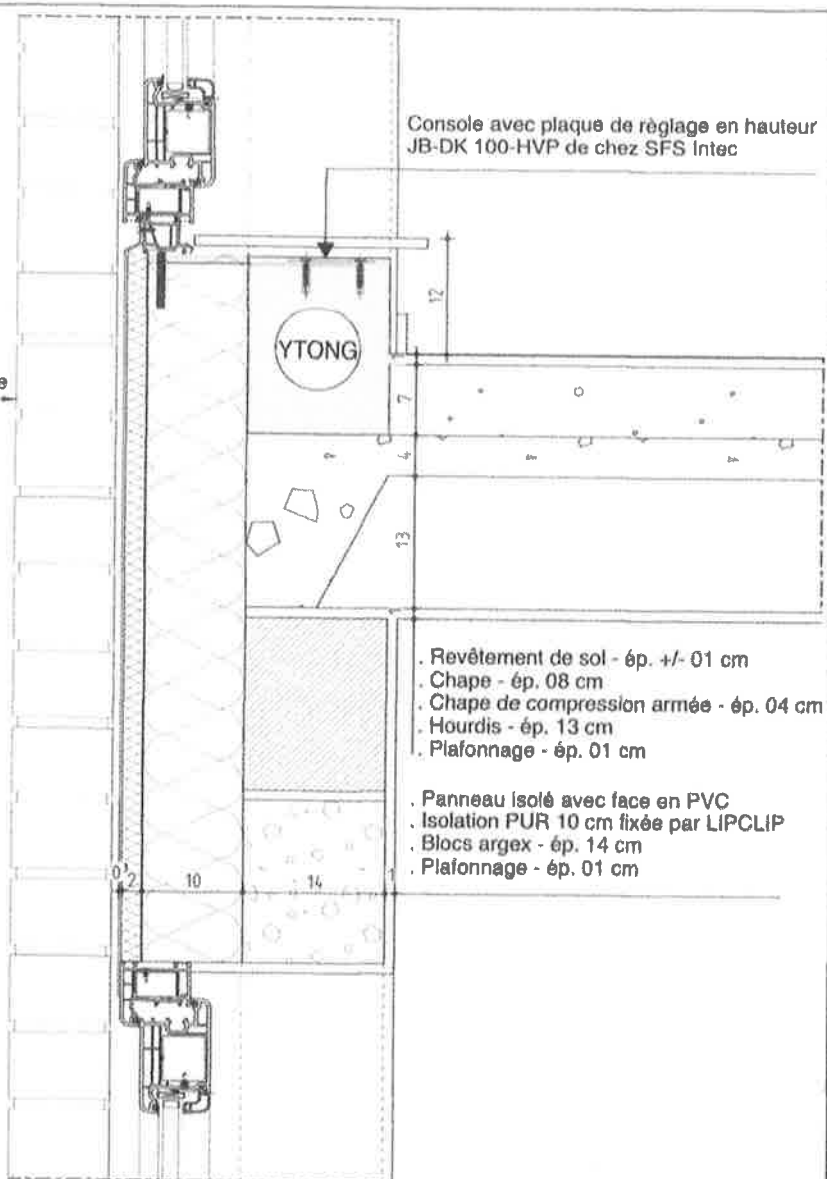 Console avec plaque de règlage en hauteur
JB-DK 100-HVP de chez SFS Intec
12
YTONG
e
7
4
13
1
. Revêtement de sol - ép. +/- 01 cm
. Chape - ép. 08 cm
. Chape de compression armée - ép. 04 cm
. Hourdis - ép. 13 cm
. Plafonnage - ép. 01 cm
. Panneau isolé avec face en PVC
. Isolation PUR 10 cm fixée par LIPCLIP
. Blocs argex - ép. 14 cm
. Plafonnage - ép. 01 cm
0 2 10 14 1